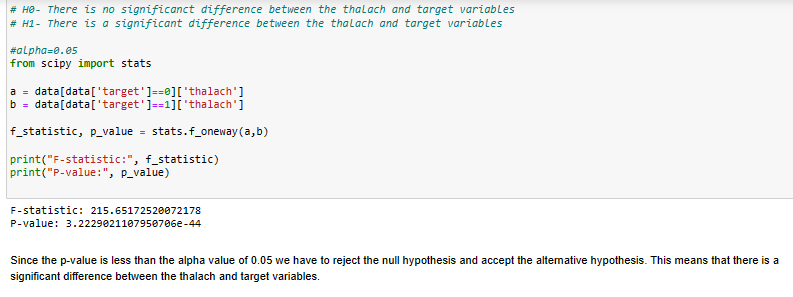 # H0- There is no significanct difference between the thalach and target variables
# H1- There is a significant difference between the thalach and target variables
#alpha=0.05
from scipy import stats
a = data[data['target']==0]['thalach']
b = data[data['target']==1]['thalach']
f_statistic, p_value = stats.f_oneway(a,b)
print("F-statistic:", f_statistic)
print("P-value:", p_value)
F-statistic: 215.65172520072178
P-value: 3.2229021107950706e-44
Since the p-value is less than the alpha value of 0.05 we have to reject the null hypothesis and accept the alternative hypothesis. This means that there is a
significant difference between the thalach and target variables.